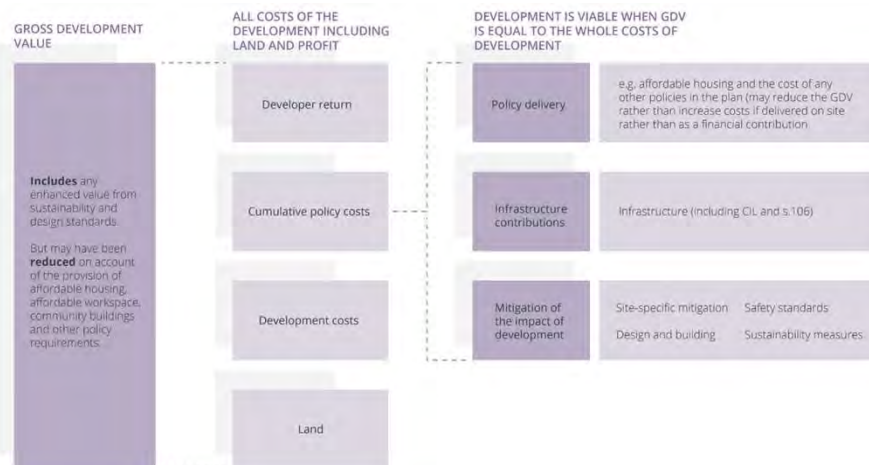 GROSS DEVELOPMENT
VALUE
Includes any
enhanced value from
sustainability and
design standards.
But may have been
reduced on account
of the provision of
affordable housing,
affordable workspace,
community buildings
and other policy
requirements.
ALL COSTS OF THE
DEVELOPMENT INCLUDING
LAND AND PROFIT
Developer return
Cumulative policy costs
Development costs
Land
DEVELOPMENT IS VIABLE WHEN GDV
IS EQUAL TO THE WHOLE COSTS OF
DEVELOPMENT
Policy delivery
e.g. affordable housing and the cost of any
other policies in the plan (may reduce the GDV
rather than increase costs if delivered on site
rather than as a financial contribution
Infrastructure
contributions
Infrastructure (including CIL and s.106)
Mitigation of
the impact of
development
Site-specific mitigation Safety standards
Design and building Sustainability measures